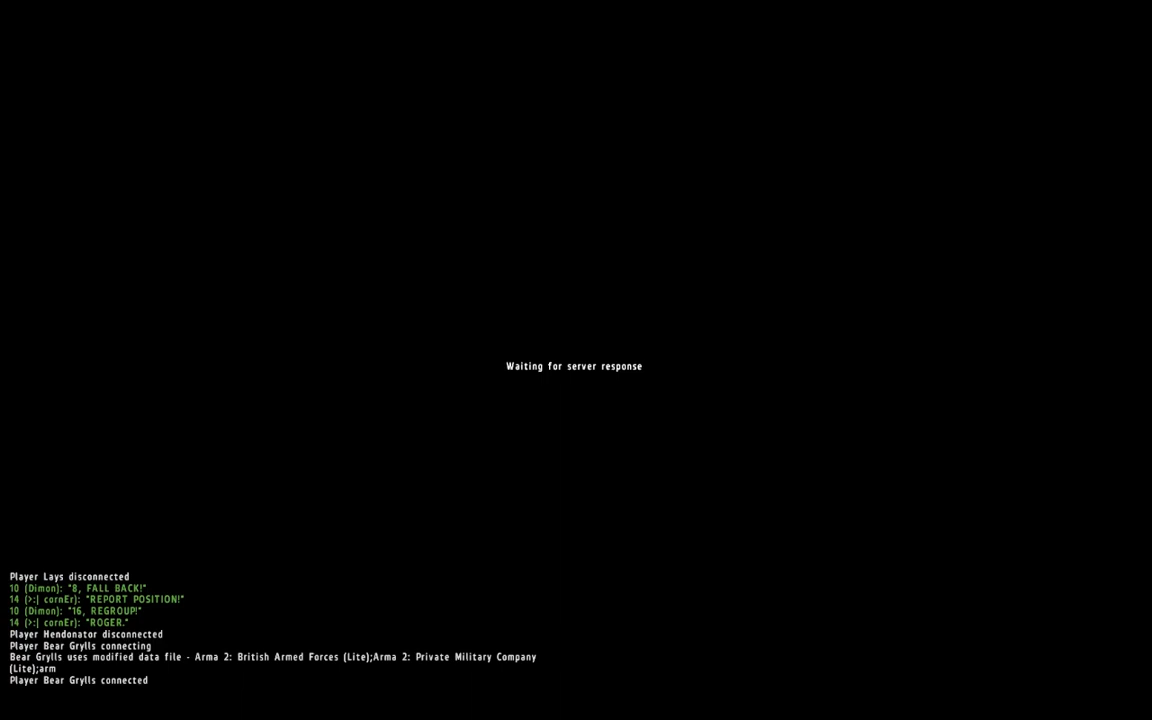 Waiting for server response
Player Lays disconnected
10 (Dimon): "8, FALL BACK!"
14 (>:| cornEr): "REPORT POSITION!"
10 (Dimon): "16, REGROUP!"
14 (>:| cornEr): "ROGER."
Player Hendonator disconnected
Player Bear Grylls connecting
Bear Grylls uses modified data file - Arma 2: British Armed Forces (Lite);Arma 2: Private Military Company
(Lite);arm
Player Bear Grylls connected